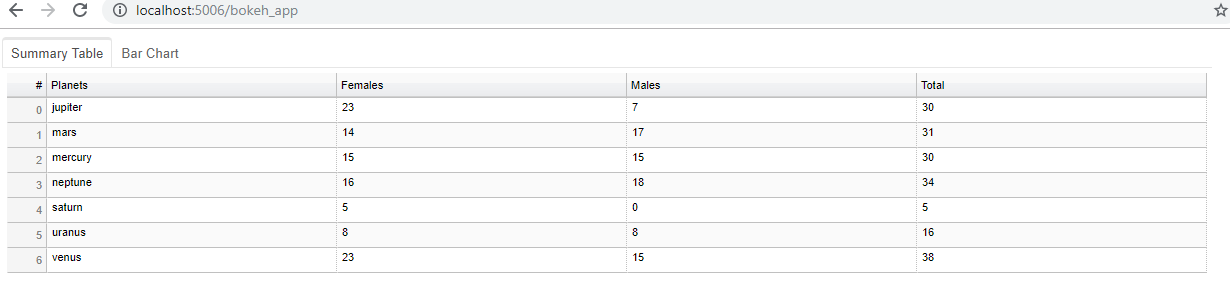 localhost:5006/bokeh_app
Summary Table Bar Chart
# Planets Females Males Total
0 jupiter 23 7 30
1 mars 14 17 31
2 mercury 15 15 30
3 neptune 16 18 34
4 saturn 5 0 5
5 uranus 8 8 16
6 venus 23 15 38